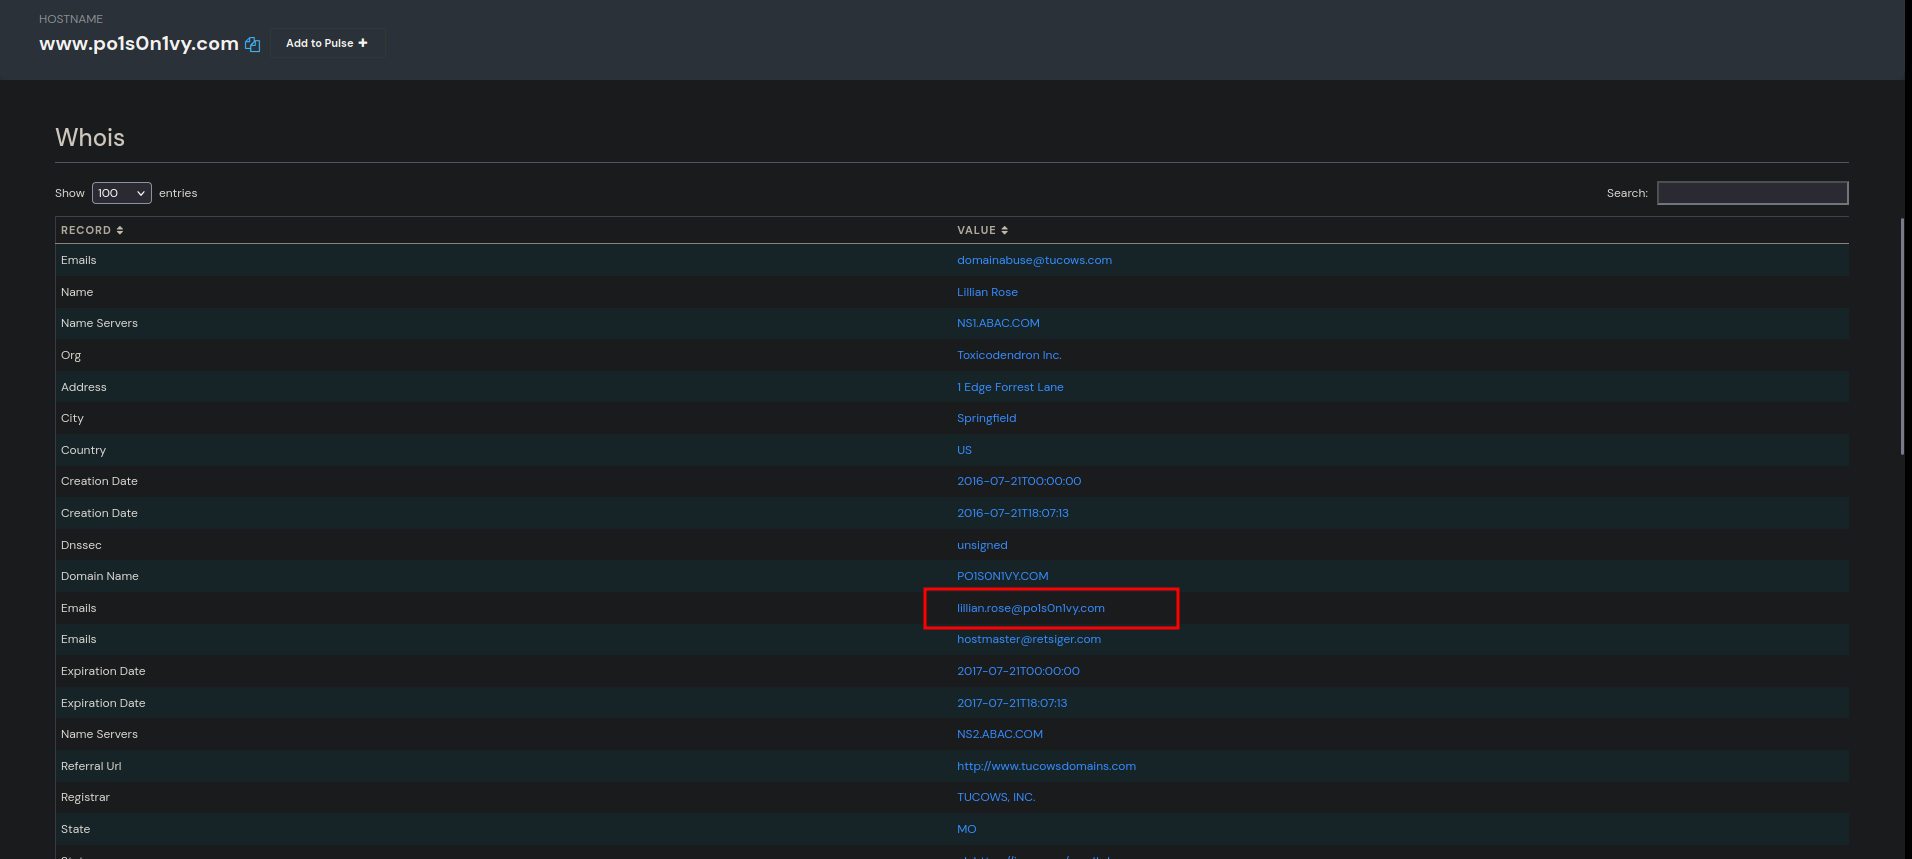 HOSTNAME
www.po1s0n1vy.com Add to Pulse +
Whois
Show 100 entries Search:
RECORD VALUE
Emails domainabuse@tucows.com
Name Lillian Rose
Name Servers NS1.ABAC.COM
Org Toxicodendron Inc.
Address 1 Edge Forrest Lane
City Springfield
Country US
Creation Date 2016-07-21T00:00:00
Creation Date 2016-07-21T18:07:13
Dnssec unsigned
Domain Name PO1S0N1VY.COM
Emails lillian.rose@po1s0n1vy.com
Emails hostmaster@retsiger.com
Expiration Date 2017-07-21T00:00:00
Expiration Date 2017-07-21T18:07:13
Name Servers NS2.ABAC.COM
Referral Url http://www.tucowsdomains.com
Registrar TUCOWS, INC.
State MO